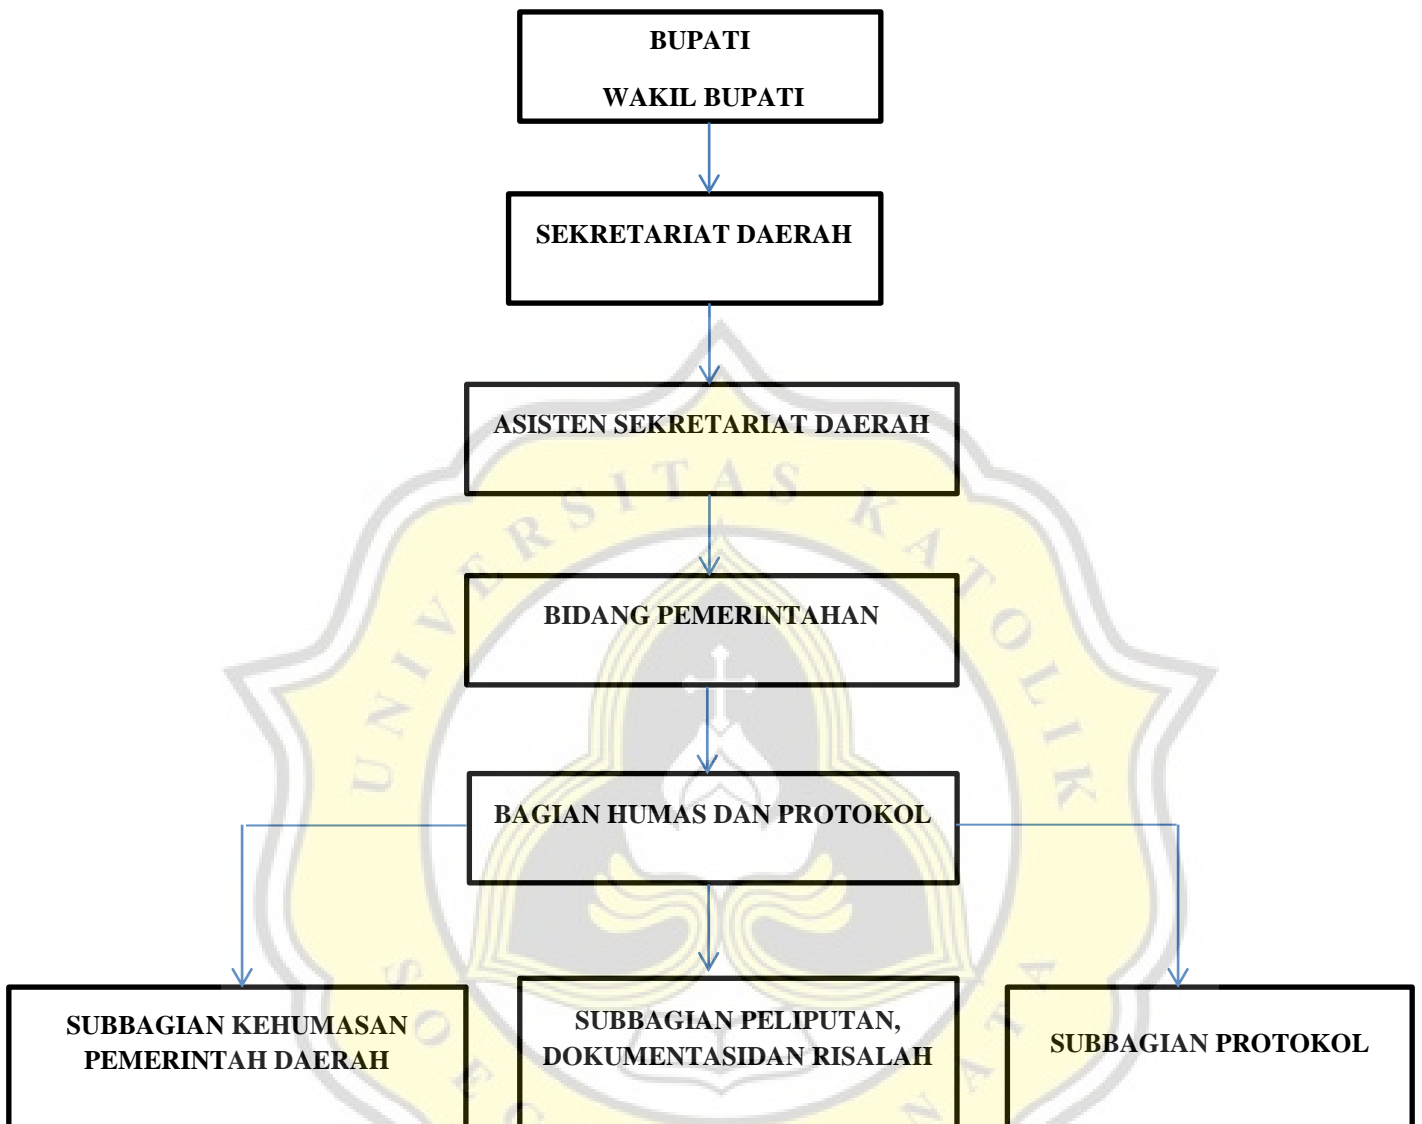 BUPATI
WAKIL BUPATI
SEKRETARIAT DAERAH
ASISTEN SEKRETARIAT DAERAH
BIDANG PEMERINTAHAN
BAGIAN HUMAS DAN PROTOKOL
SUBBAGIAN KEHUMASAN
PEMERINTAH DAERAH
SUBBAGIAN PELIPUTAN,
DOKUMENTASIDAN RISALAH
SUBBAGIAN PROTOKOL
UNIVERSITAS KATOLIK